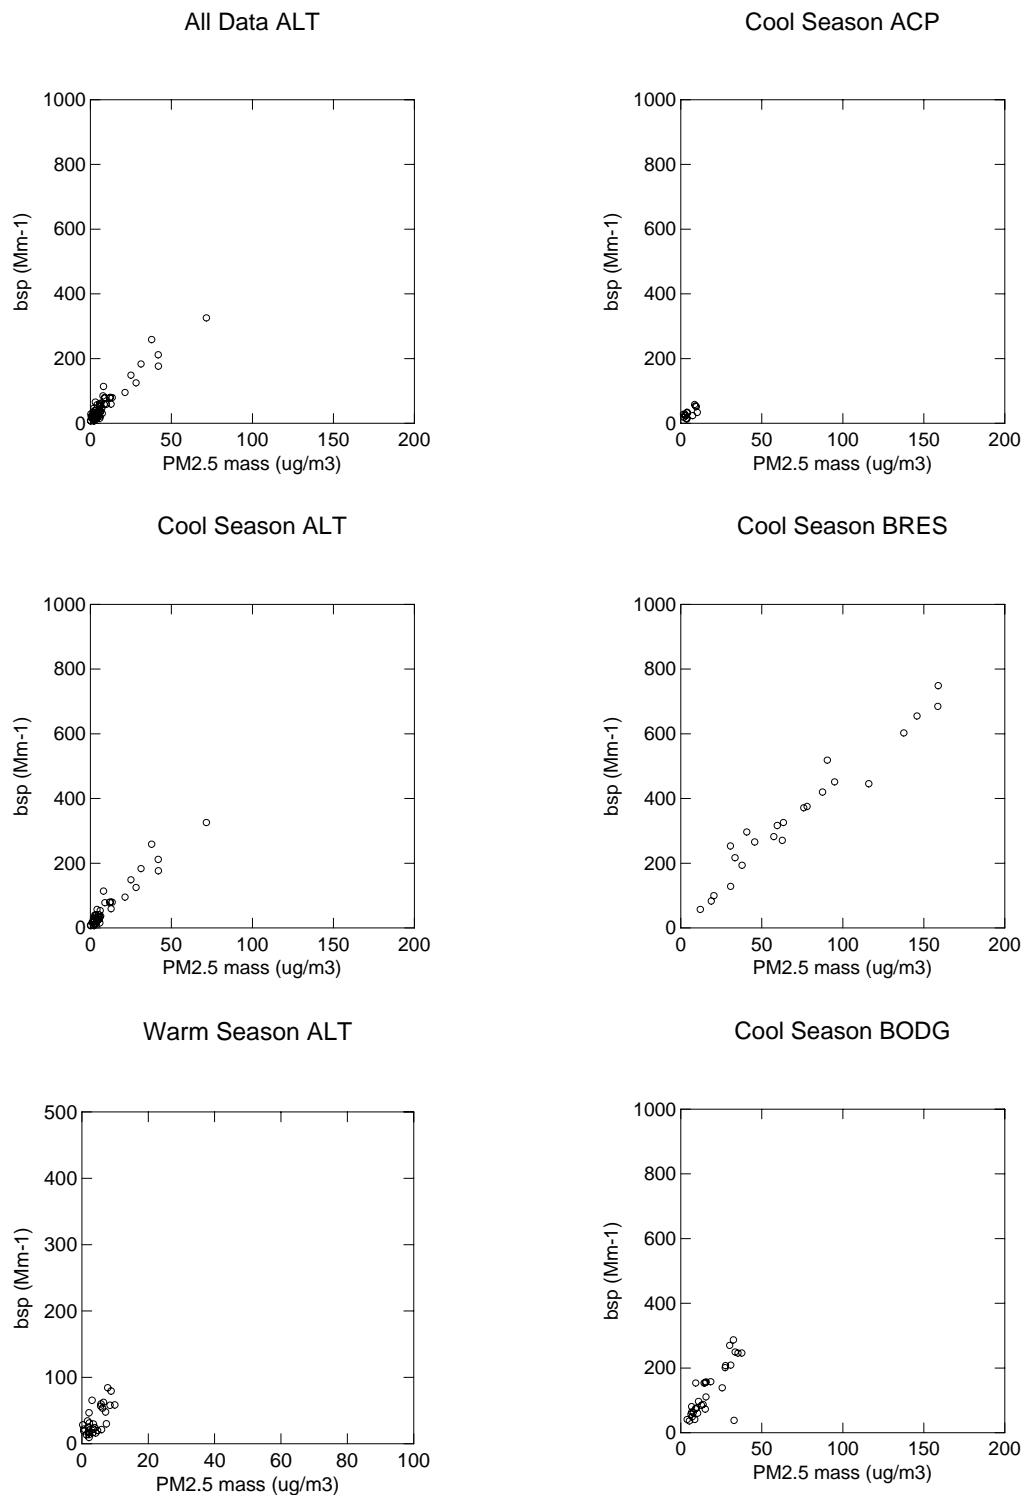 All Data ALT
1000
800
600
400
200
0
bsp (Mm-1)
0 50 100 150 200
PM2.5 mass (ug/m3)
Cool Season ACP
1000
800
600
400
200
0
bsp (Mm-1)
0 50 100 150 200
PM2.5 mass (ug/m3)
Cool Season ALT
1000
800
600
400
200
0
bsp (Mm-1)
0 50 100 150 200
PM2.5 mass (ug/m3)
Cool Season BRES
1000
800
600
400
200
0
bsp (Mm-1)
0 50 100 150 200
PM2.5 mass (ug/m3)
Warm Season ALT
500
400
300
200
100
0
bsp (Mm-1)
0 20 40 60 80 100
PM2.5 mass (ug/m3)
Cool Season BODG
1000
800
600
400
200
0
bsp (Mm-1)
0 50 100 150 200
PM2.5 mass (ug/m3)